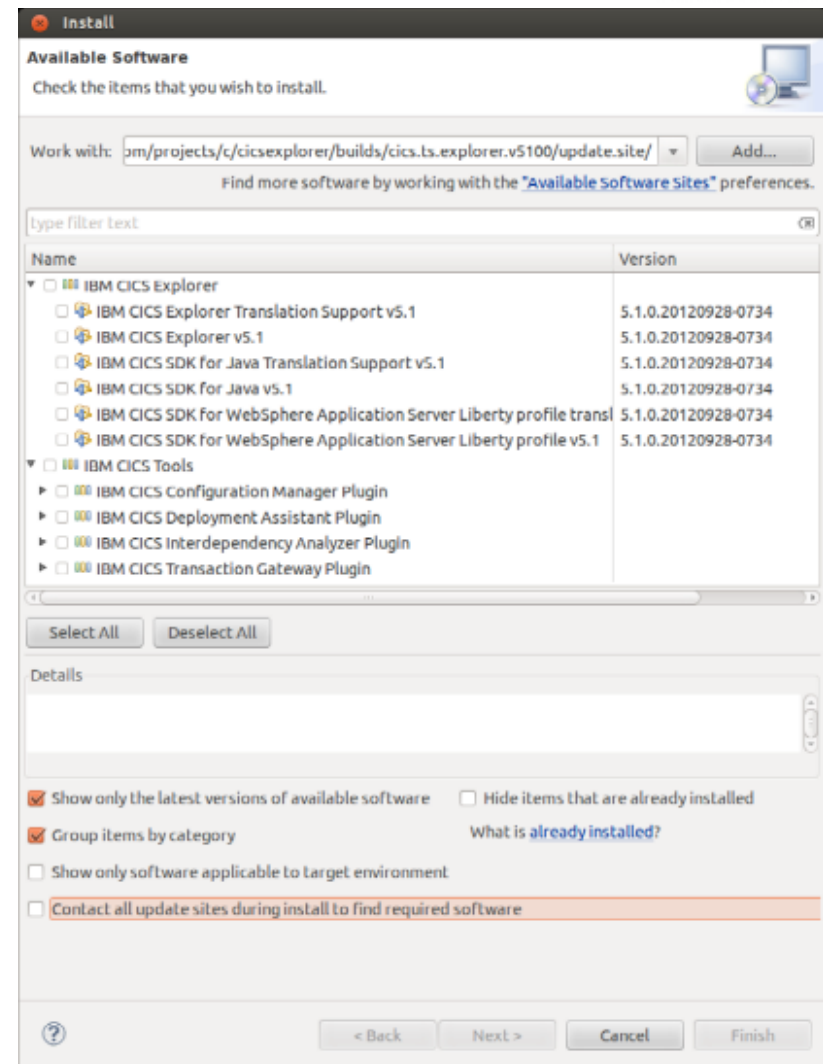 Install
Available Software
Check the items that you wish to install.
Work with: om/projects/c/cicsexplorer/builds/cics.ts.explorer.v5100/update.site/ Add...
Find more software by working with the "Available Software Sites" preferences.
type filter text
Name Version
IBM CICS Explorer
IBM CICS Explorer Translation Support v5.1 5.1.0.20120928-0734
IBM CICS Explorer v5.1 5.1.0.20120928-0734
IBM CICS SDK for Java Translation Support v5.1 5.1.0.20120928-0734
IBM CICS SDK for Java v5.1 5.1.0.20120928-0734
IBM CICS SDK for WebSphere Application Server Liberty profile transl 5.1.0.20120928-0734
IBM CICS SDK for WebSphere Application Server Liberty profile v5.1 5.1.0.20120928-0734
IBM CICS Tools
IBM CICS Configuration Manager Plugin
IBM CICS Deployment Assistant Plugin
IBM CICS Interdependency Analyzer Plugin
IBM CICS Transaction Gateway Plugin
Select All Deselect All
Details
Show only the latest versions of available software Hide items that are already installed
Group items by category What is already installed?
Show only software applicable to target environment
Contact all update sites during install to find required software
? < Back Next > Cancel Finish